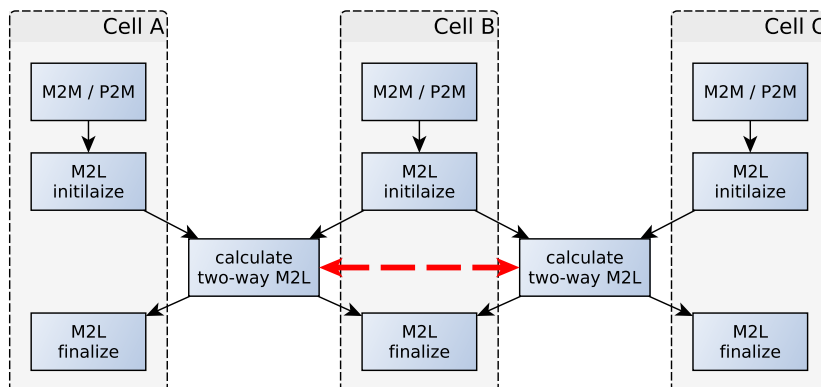 Cell A
Cell B
Cell C
M2M / P2M
M2M / P2M
M2M / P2M
M2L
initilaize
M2L
initilaize
M2L
initilaize
calculate
two-way M2L
calculate
two-way M2L
M2L
finalize
M2L
finalize
M2L
finalize